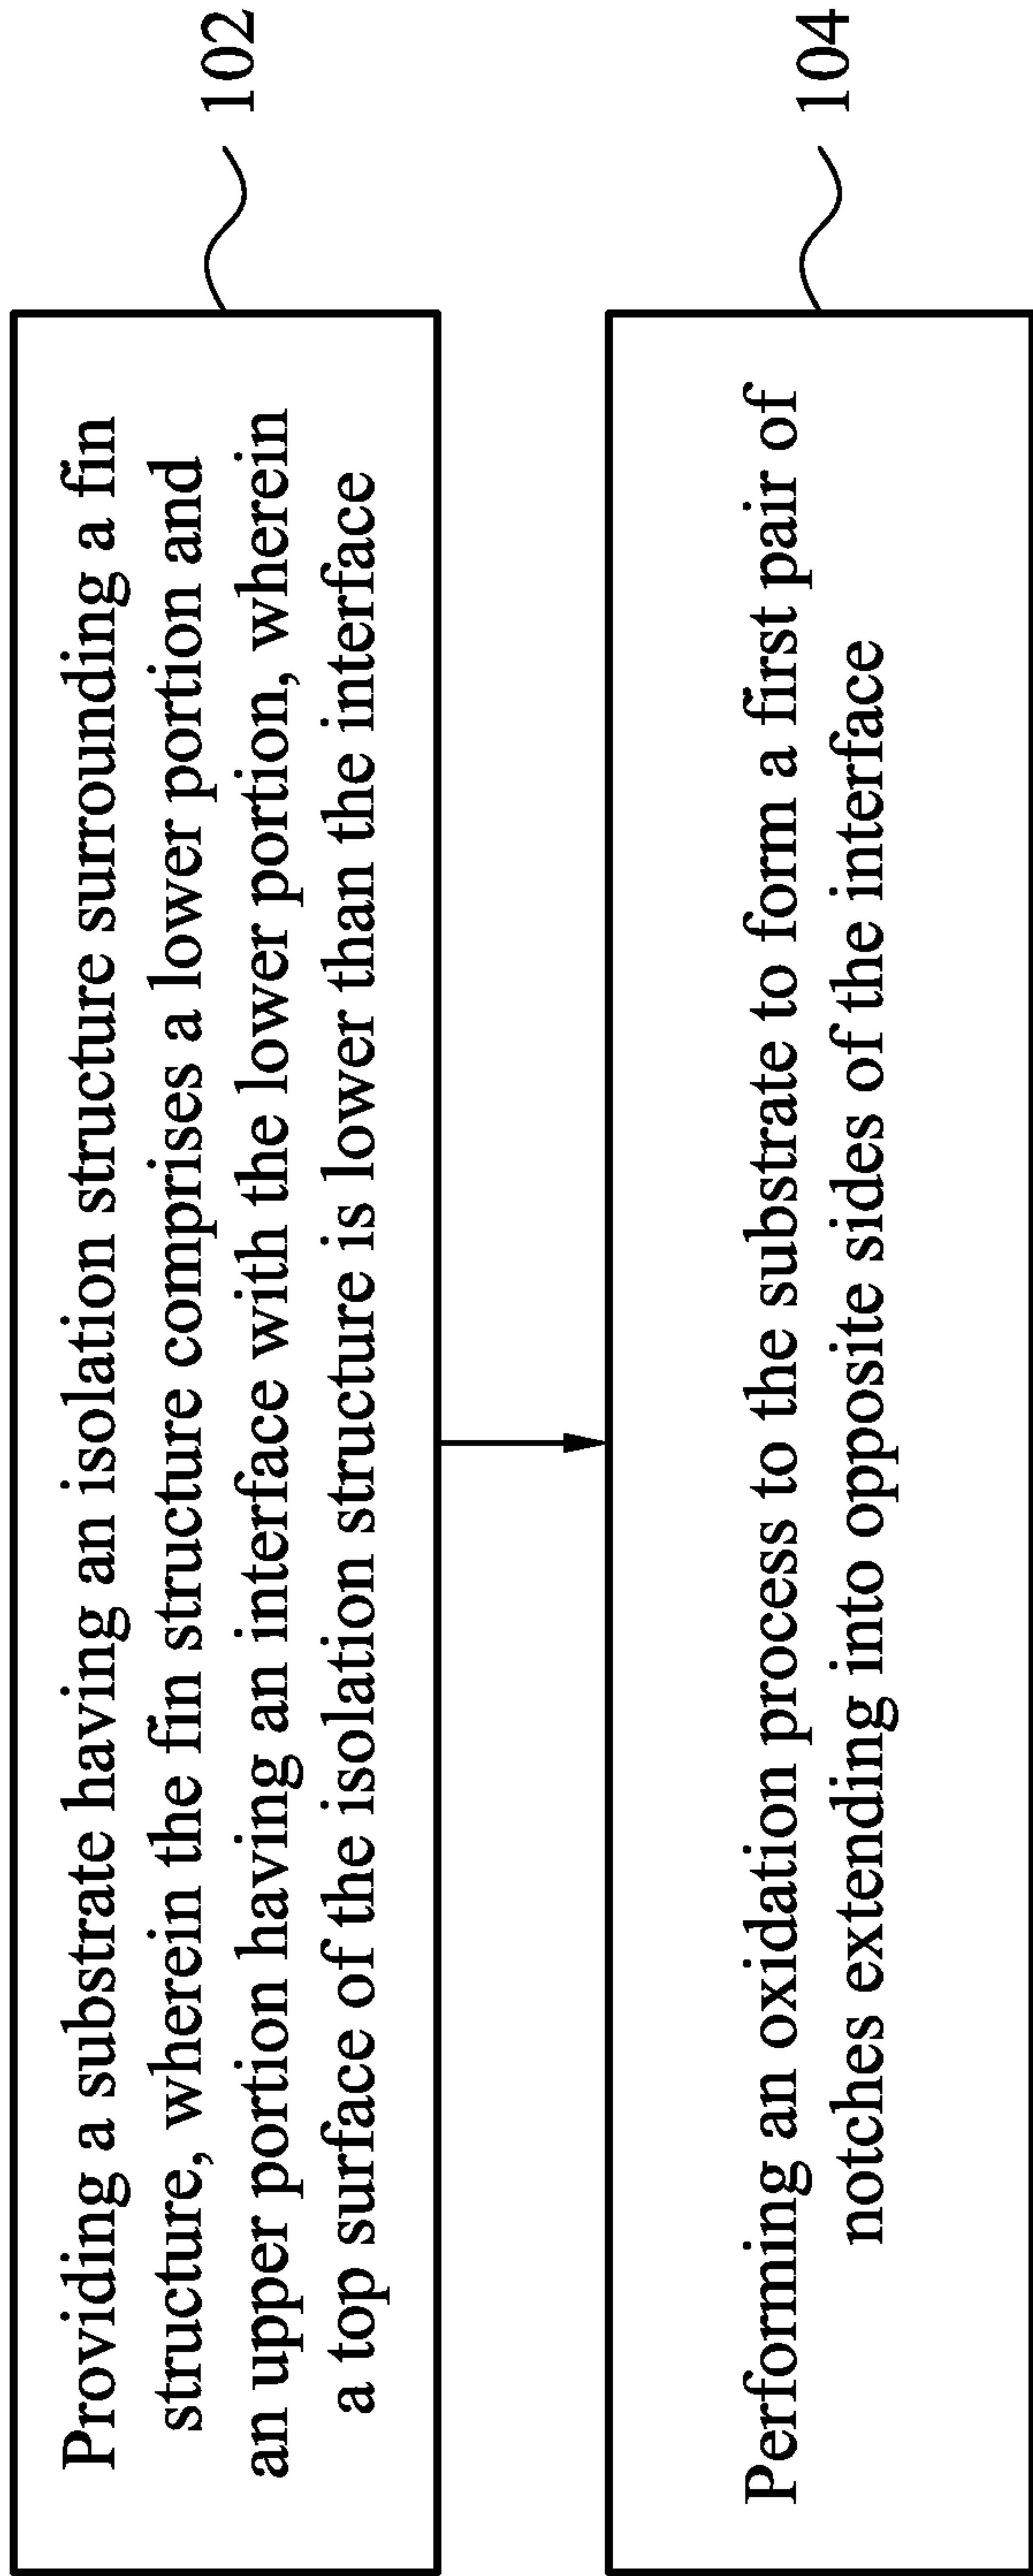 Providing a substrate having an isolation structure surrounding a fin
structure, wherein the fin structure comprises a lower portion and
an upper portion having an interface with the lower portion, wherein
a top surface of the isolation structure is lower than the interface
102
Performing an oxidation process to the substrate to form a first pair of
notches extending into opposite sides of the interface
104